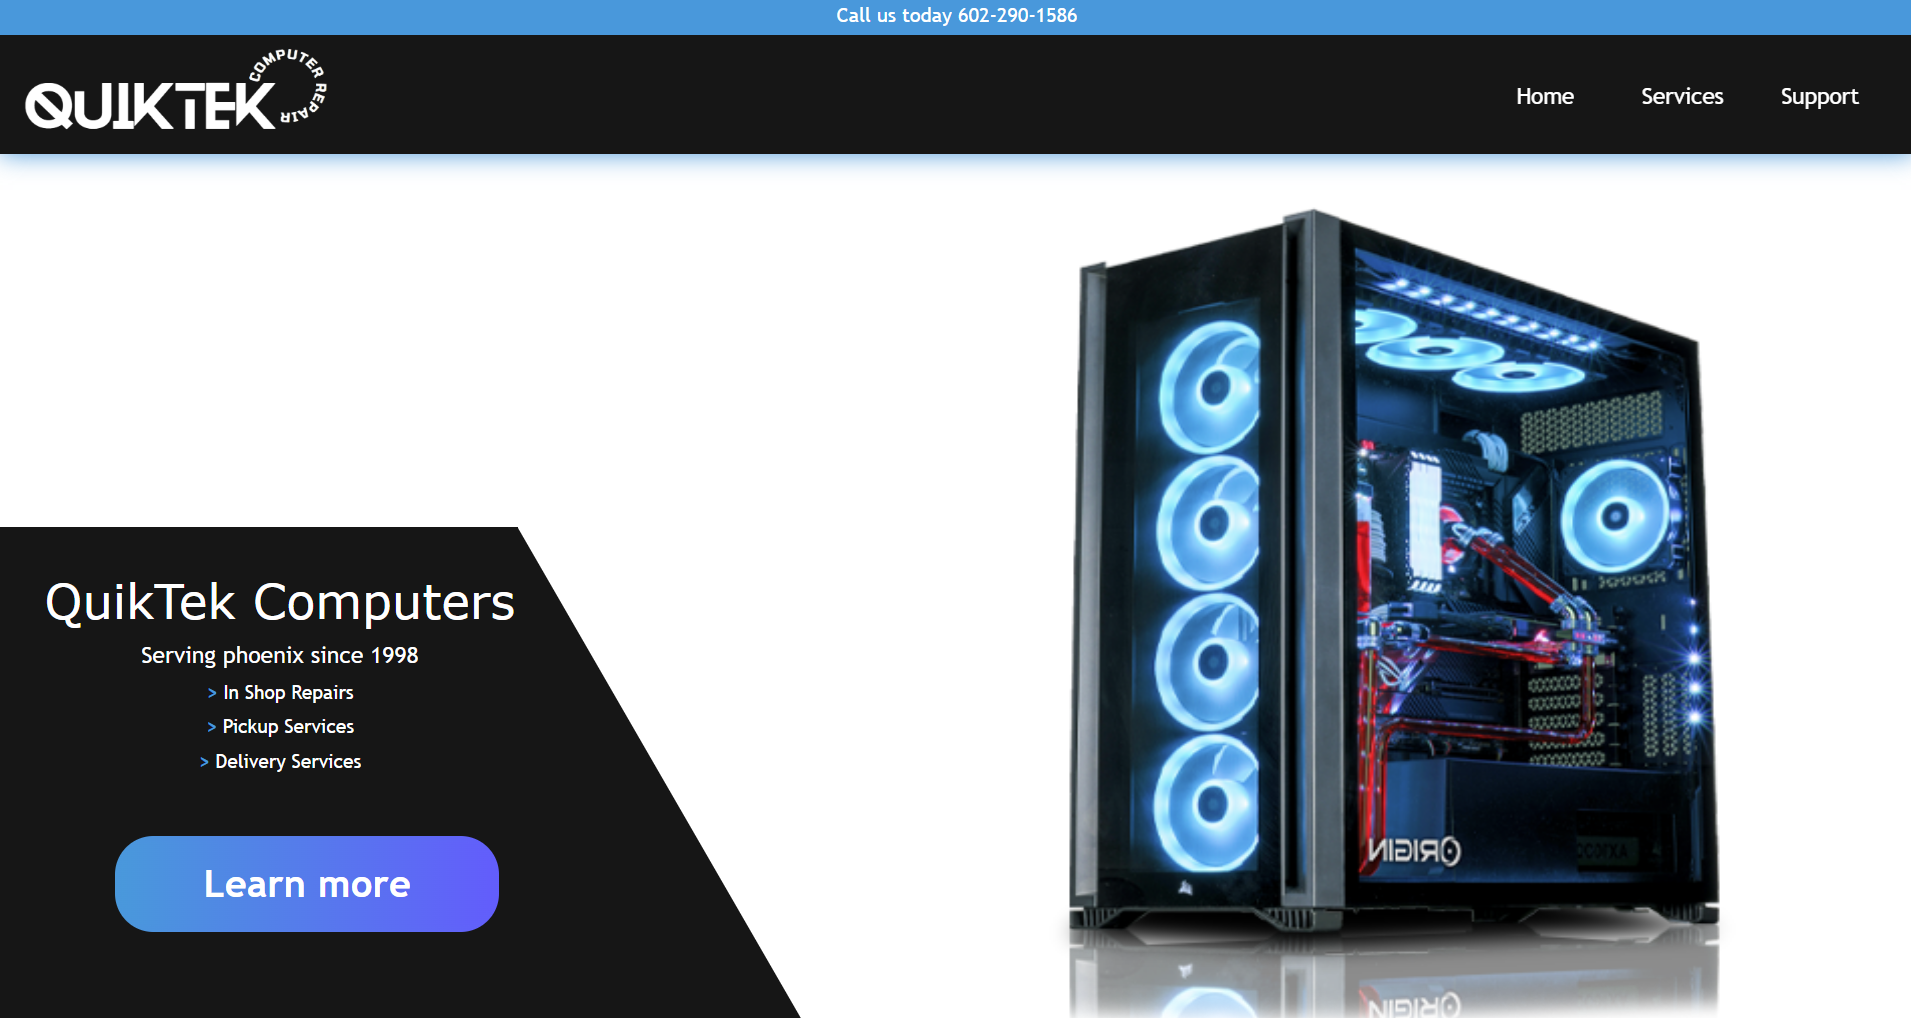 Call us today 602-290-1586
QUIKTEK COMPUTER REPAIR
Home Services Support
QuikTek Computers
Serving phoenix since 1998
> In Shop Repairs
> Pickup Services
> Delivery Services
Learn more
ORIGIN